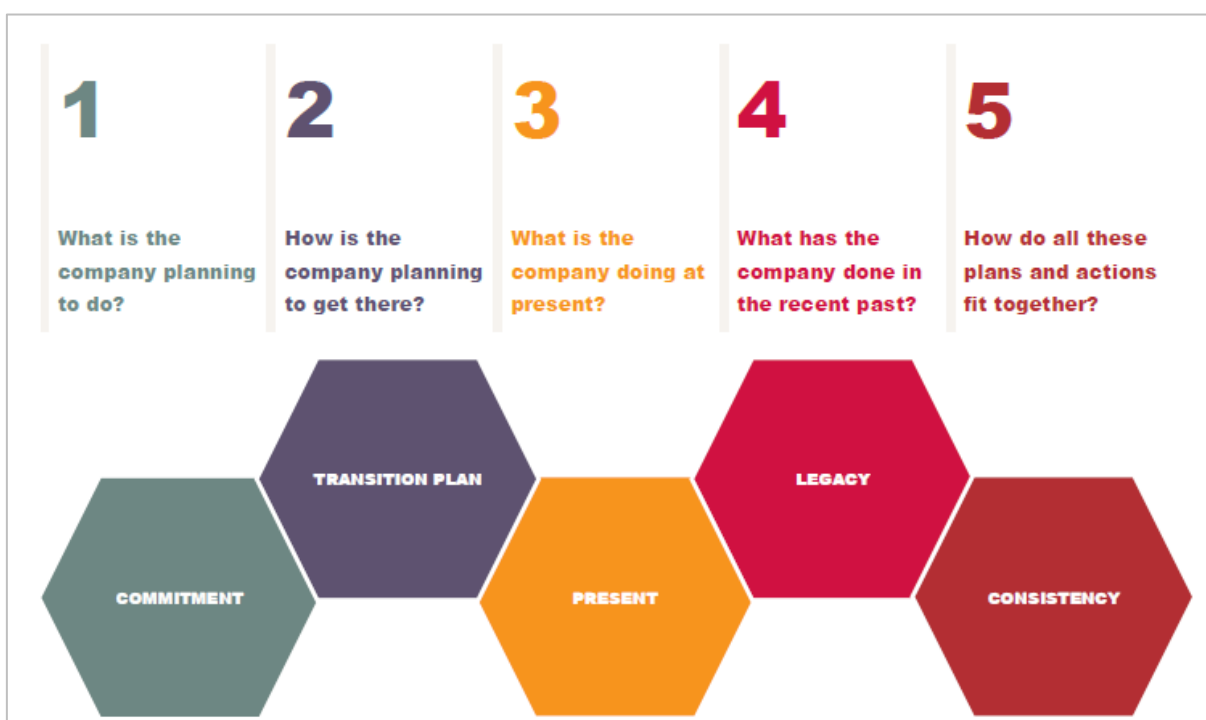 1
What is the
company planning
to do?
2
How is the
company planning
to get there?
3
What is the
company doing at
present?
4
What has the
company done in
the recent past?
5
How do all these
plans and actions
fit together?
COMMITMENT
TRANSITION PLAN
PRESENT
LEGACY
CONSISTENCY